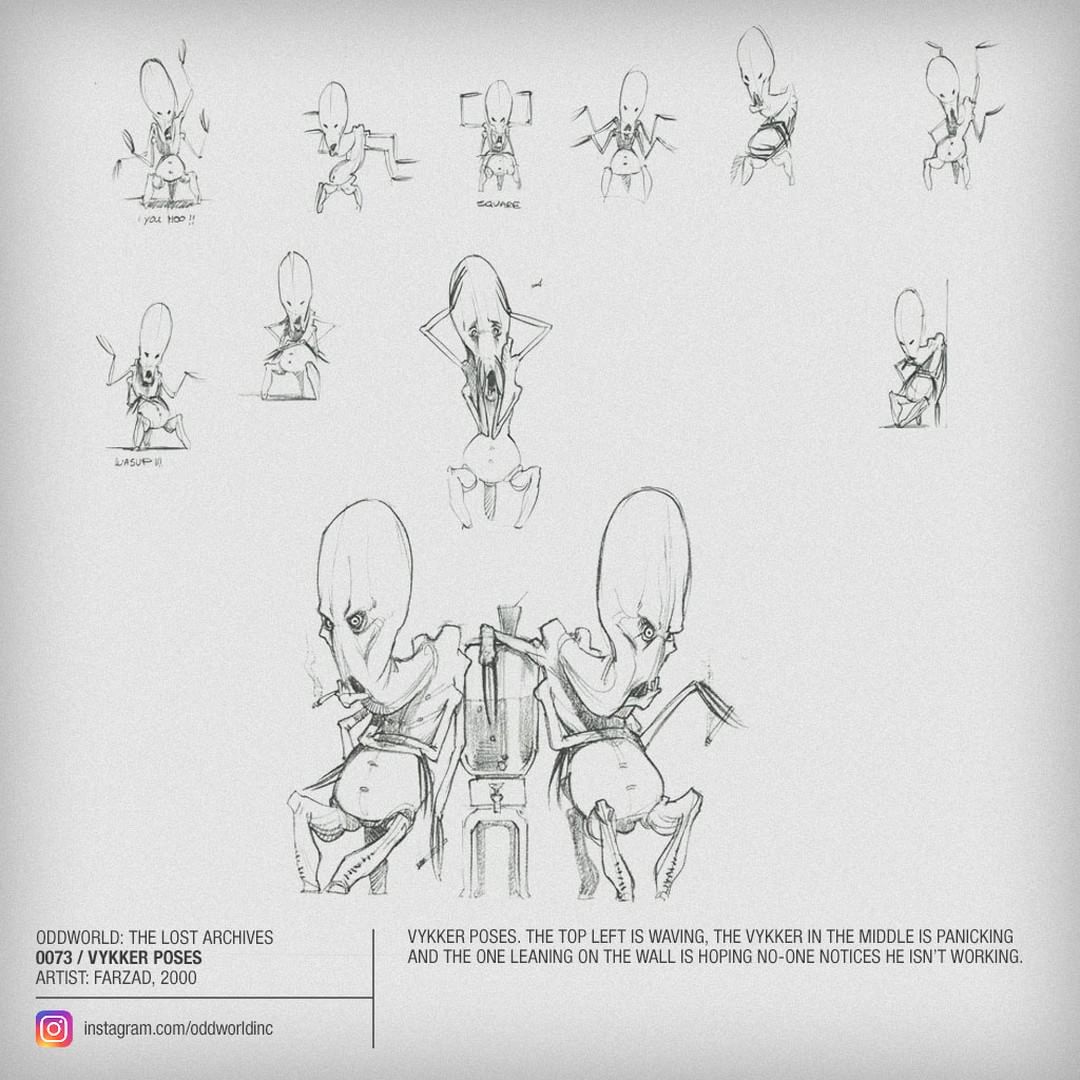 YOU HOO !!
SQUARE
WASUP !!!
ODDWORLD: THE LOST ARCHIVES
0073 / VYKKER POSES
ARTIST: FARZAD, 2000
instagram.com/oddworldinc
VYKKER POSES. THE TOP LEFT IS WAVING, THE VYKKER IN THE MIDDLE IS PANICKING
AND THE ONE LEANING ON THE WALL IS HOPING NO-ONE NOTICES HE ISN'T WORKING.